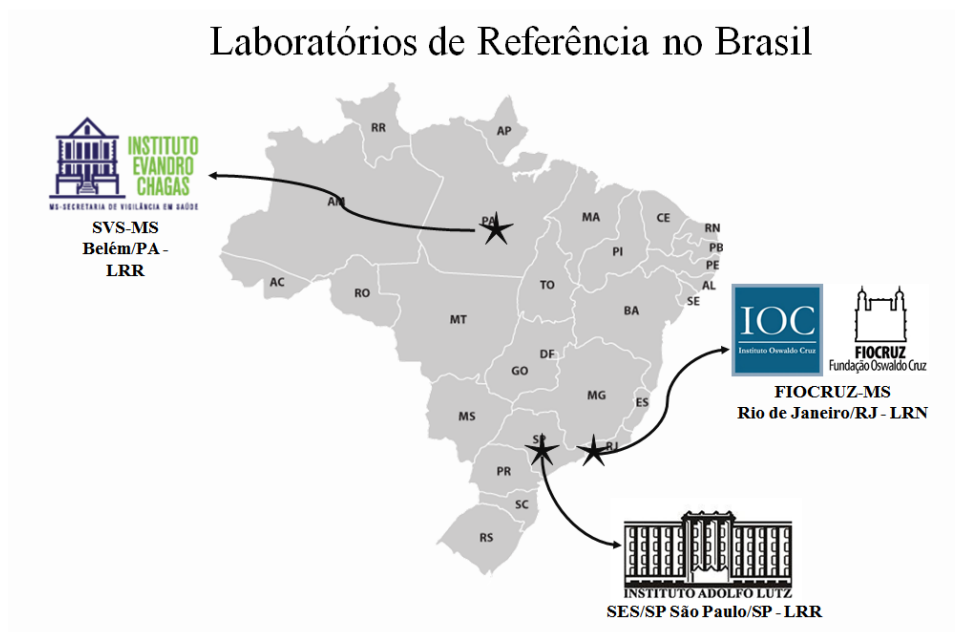 Laboratórios de Referência no Brasil
RR
AP
INSTITUTO
EVANDRO
CHAGAS
MS-SECRETARIA DE VIGILÂNCIA EM SAÚDE
SVS-MS
Belém/PA -
LRR
AM
PA
MA
CE
RN
PB
PI
PE
AL
SE
AC
RO
TO
BA
MT
DF
GO
MG
ES
MS
SP
RJ
PR
SC
RS
IOC
Instituto Oswaldo Cruz
FIOCRUZ
Fundação Oswaldo Cruz
FIOCRUZ-MS
Rio de Janeiro/RJ - LRN
INSTITUTO ADOLFO LUTZ
SES/SP São Paulo/SP - LRR